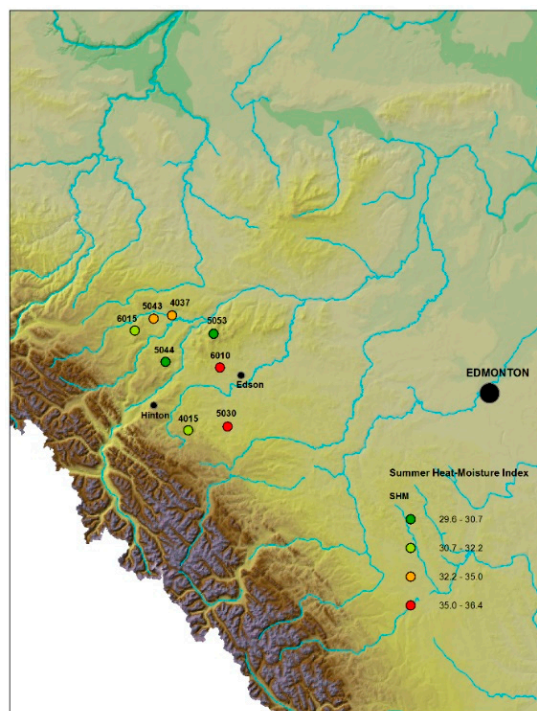 5043 4037
6015
5053
5044
6010
Edson
EDMONTON
Hinton
4015 5030
Summer Heat-Moisture Index
SHM
29.6 - 30.7
30.7 - 32.2
32.2 - 35.0
35.0 - 36.4